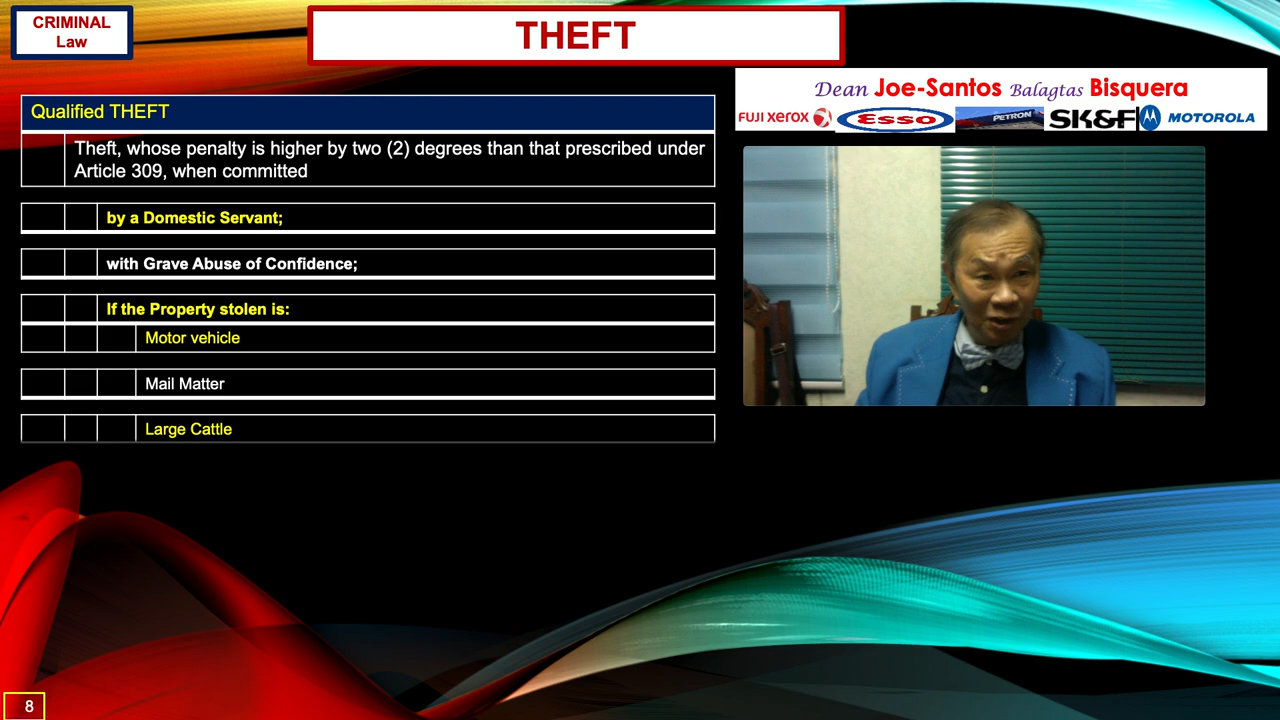 CRIMINAL
Law
THEFT
Dean Joe-Santos Balagtas Bisquera
FUJI XEROX Esso PETRON SK&F MOTOROLA
Qualified THEFT
Theft, whose penalty is higher by two (2) degrees than that prescribed under
Article 309, when committed
by a Domestic Servant;
with Grave Abuse of Confidence;
If the Property stolen is:
Motor vehicle
Mail Matter
Large Cattle
8